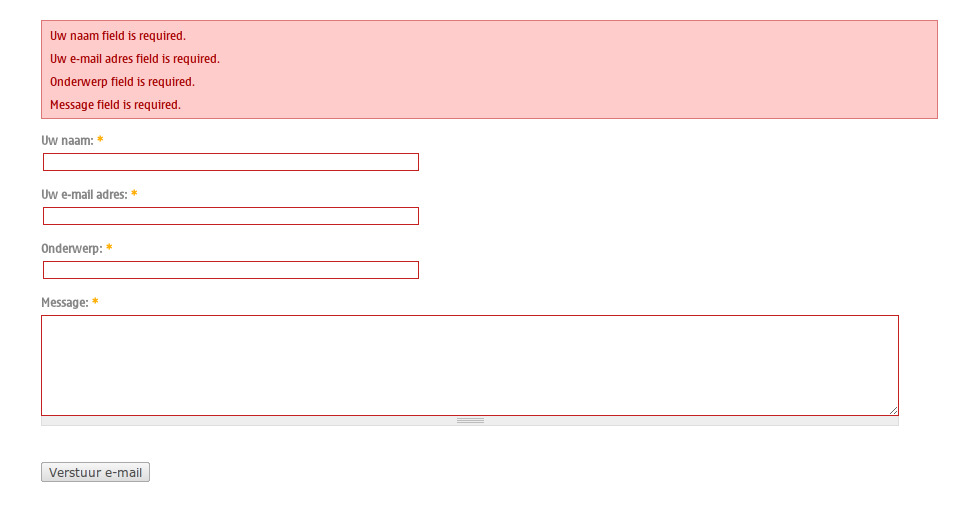 Uw naam field is required.
Uw e-mail adres field is required.
Onderwerp field is required.
Message field is required.
Uw naam: *
Uw e-mail adres: *
Onderwerp: *
Message: *
Verstuur e-mail